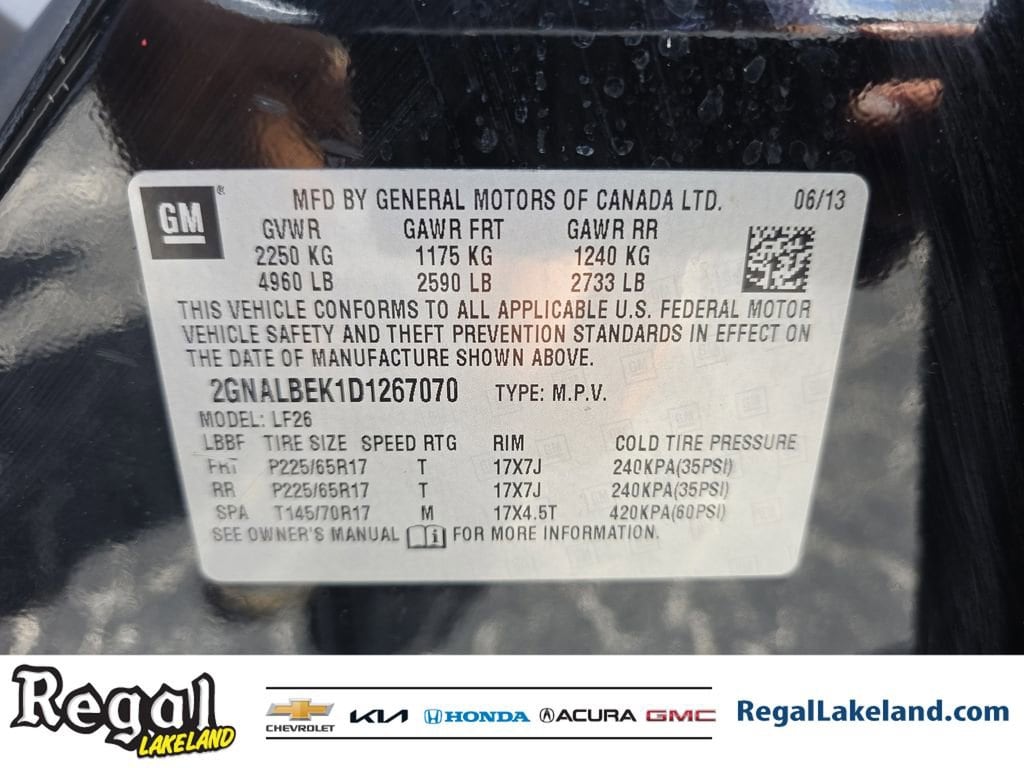 GM
MFD BY GENERAL MOTORS OF CANADA LTD. 06/13
GVWR GAWR FRT GAWR RR
2250 KG 1175 KG 1240 KG
4960 LB 2590 LB 2733 LB
THIS VEHICLE CONFORMS TO ALL APPLICABLE U.S. FEDERAL MOTOR
VEHICLE SAFETY AND THEFT PREVENTION STANDARDS IN EFFECT ON
THE DATE OF MANUFACTURE SHOWN ABOVE.
2GNALBEK1D1267070 TYPE: M.P.V.
MODEL: LF26
LBBF TIRE SIZE SPEED RTG RIM COLD TIRE PRESSURE
FRT P225/65R17 T 17X7J 240KPA(35PSI)
RR P225/65R17 T 17X7J 240KPA(35PSI)
SPA T145/70R17 M 17X4.5T 420KPA(60PSI)
SEE OWNER'S MANUAL FOR MORE INFORMATION.
Regal
LAKELAND
CHEVROLET KIA HONDA ACURA GMC
RegalLakeland.com